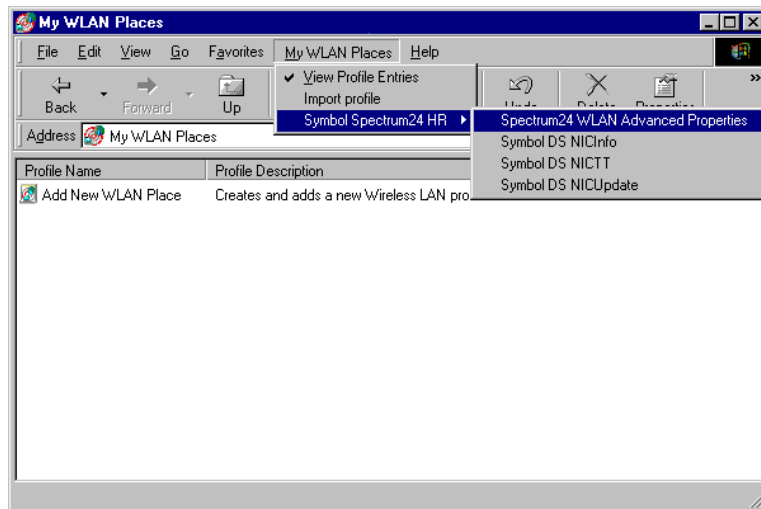 My WLAN Places
File Edit View Go Favorites My WLAN Places Help
Back Forward Up Undo Delete Properties »
Address My WLAN Places
View Profile Entries
Import profile
Symbol Spectrum24 HR
Spectrum24 WLAN Advanced Properties
Symbol DS NICInfo
Symbol DS NICTT
Symbol DS NICUpdate
Profile Name Profile Description
Add New WLAN Place Creates and adds a new Wireless LAN pro